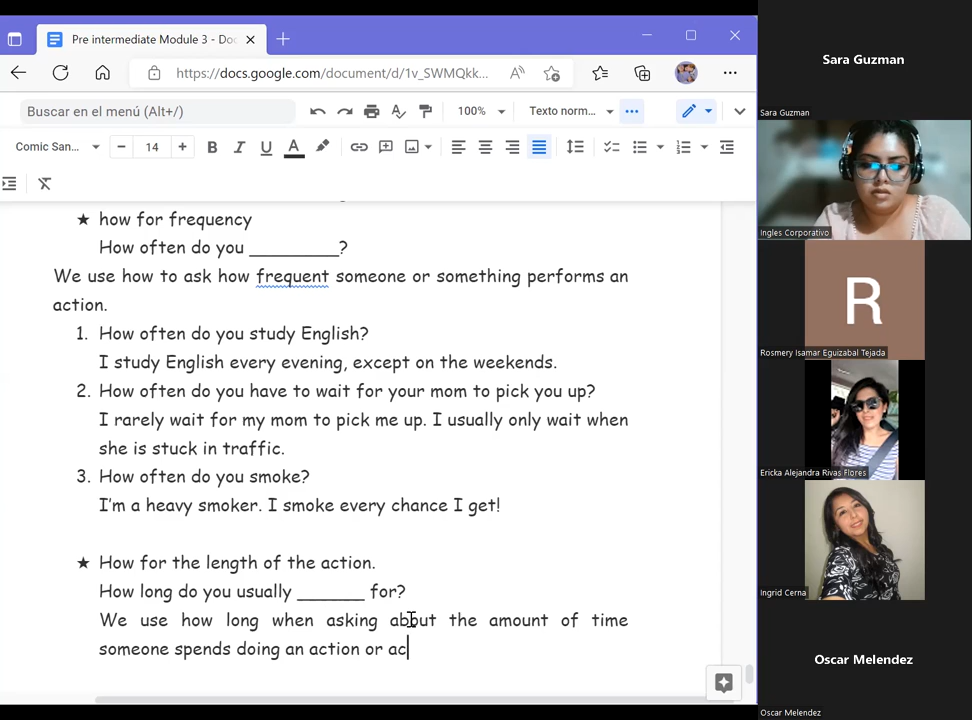 Pre intermediate Module 3 - Doc
https://docs.google.com/document/d/1v_SWMQkk...
Buscar en el menú (Alt+/)
100%
Texto norm...
Comic San...
14
★ how for frequency
How often do you _________?
We use how to ask how frequent someone or something performs an
action.
1. How often do you study English?
I study English every evening, except on the weekends.
2. How often do you have to wait for your mom to pick you up?
I rarely wait for my mom to pick me up. I usually only wait when
she is stuck in traffic.
3. How often do you smoke?
I'm a heavy smoker. I smoke every chance I get!
★ How for the length of the action.
How long do you usually ______ for?
We use how long when asking about the amount of time
someone spends doing an action or ac
Sara Guzman
Sara Guzman
Ingles Corporativo
R
Rosmery Isamar Eguizabal Tejada
Ericka Alejandra Rivas Flores
Ingrid Cerna
Oscar Melendez
Oscar Melendez